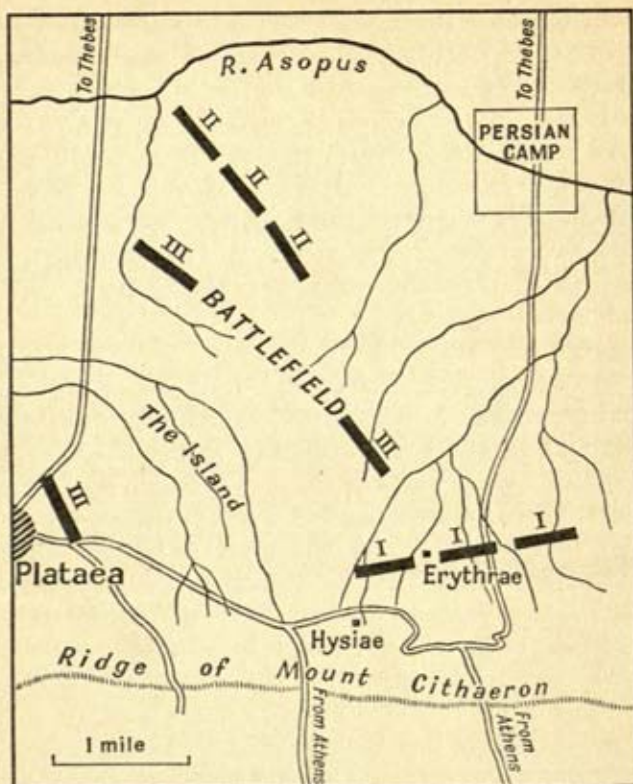 To Thebes
R. Asopus
To Thebes
PERSIAN
CAMP
II
II
II
III
BATTLEFIELD
III
The Island
III
I
I
I
Plataea
Erythrae
Hysiae
Ridge of Mount Cithaeron
From Athens
From
Athens
1 mile